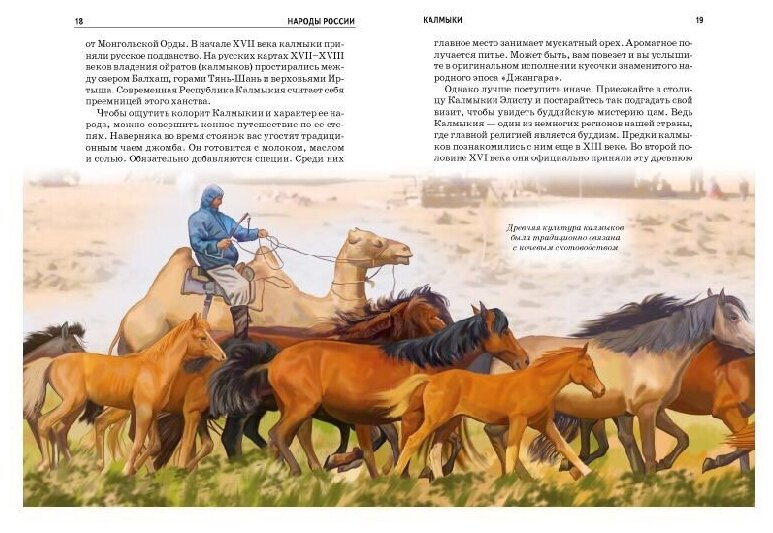 18
НАРОДЫ РОССИИ
от Монгольской Орды. В начале XVII века калмыки при-
няли русское подданство. На русских картах XVII–XVIII
веков владения ойратов (калмыков) простирались меж-
ду озером Балхаш, горами Тянь-Шань и верховьями Ир-
тыша. Современная Республика Калмыкия считает себя
преемницей этого ханства.
Чтобы ощутить колорит Калмыкии и характер ее на-
рода, можно совершить конное путешествие по ее сте-
пям. Наверняка во время стоянок вас угостят традици-
онным чаем джомба. Он готовится с молоком, маслом
и солью. Обязательно добавляются специи. Среди них
КАЛМЫКИ
19
главное место занимает мускатный орех. Ароматное по-
лучается питье. Может быть, вам повезет и вы услыши-
те в оригинальном исполнении кусочки знаменитого на-
родного эпоса «Джангара».
Однако лучше поступить иначе. Приезжайте в столи-
цу Калмыкии Элисту и постарайтесь так подгадать свой
визит, чтобы увидеть буддийскую мистерию цам. Ведь
Калмыкия — один из немногих регионов нашей страны,
где главной религией является буддизм. Предки калмы-
ков познакомились с ним еще в XIII веке. Во второй по-
ловине XVI века они официально приняли эту древнюю
Древняя культура калмыков
была традиционно связана
с кочевым скотоводством